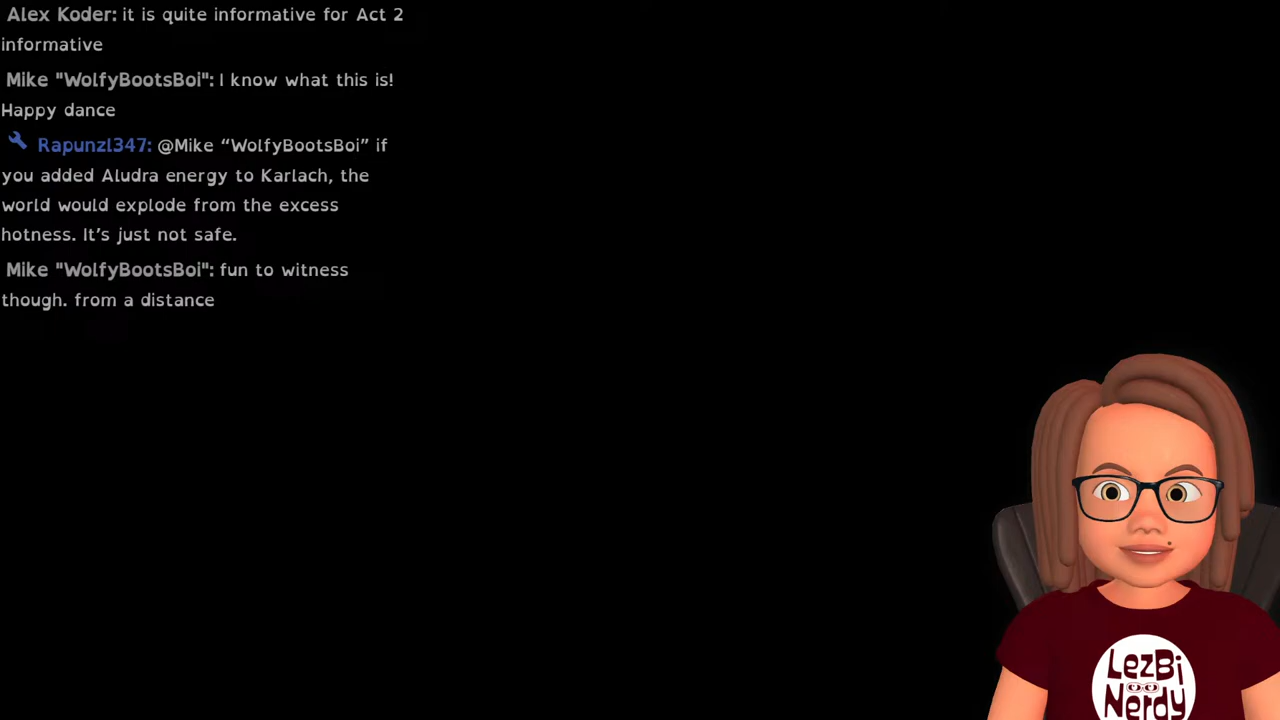 Alex Koder: it is quite informative for Act 2
informative
Mike "WolfyBootsBoi": I know what this is!
Happy dance
Rapunzl347: @Mike “WolfyBootsBoi” if
you added Aludra energy to Karlach, the
world would explode from the excess
hotness. It’s just not safe.
Mike "WolfyBootsBoi": fun to witness
though. from a distance
LezBi
Nerdy